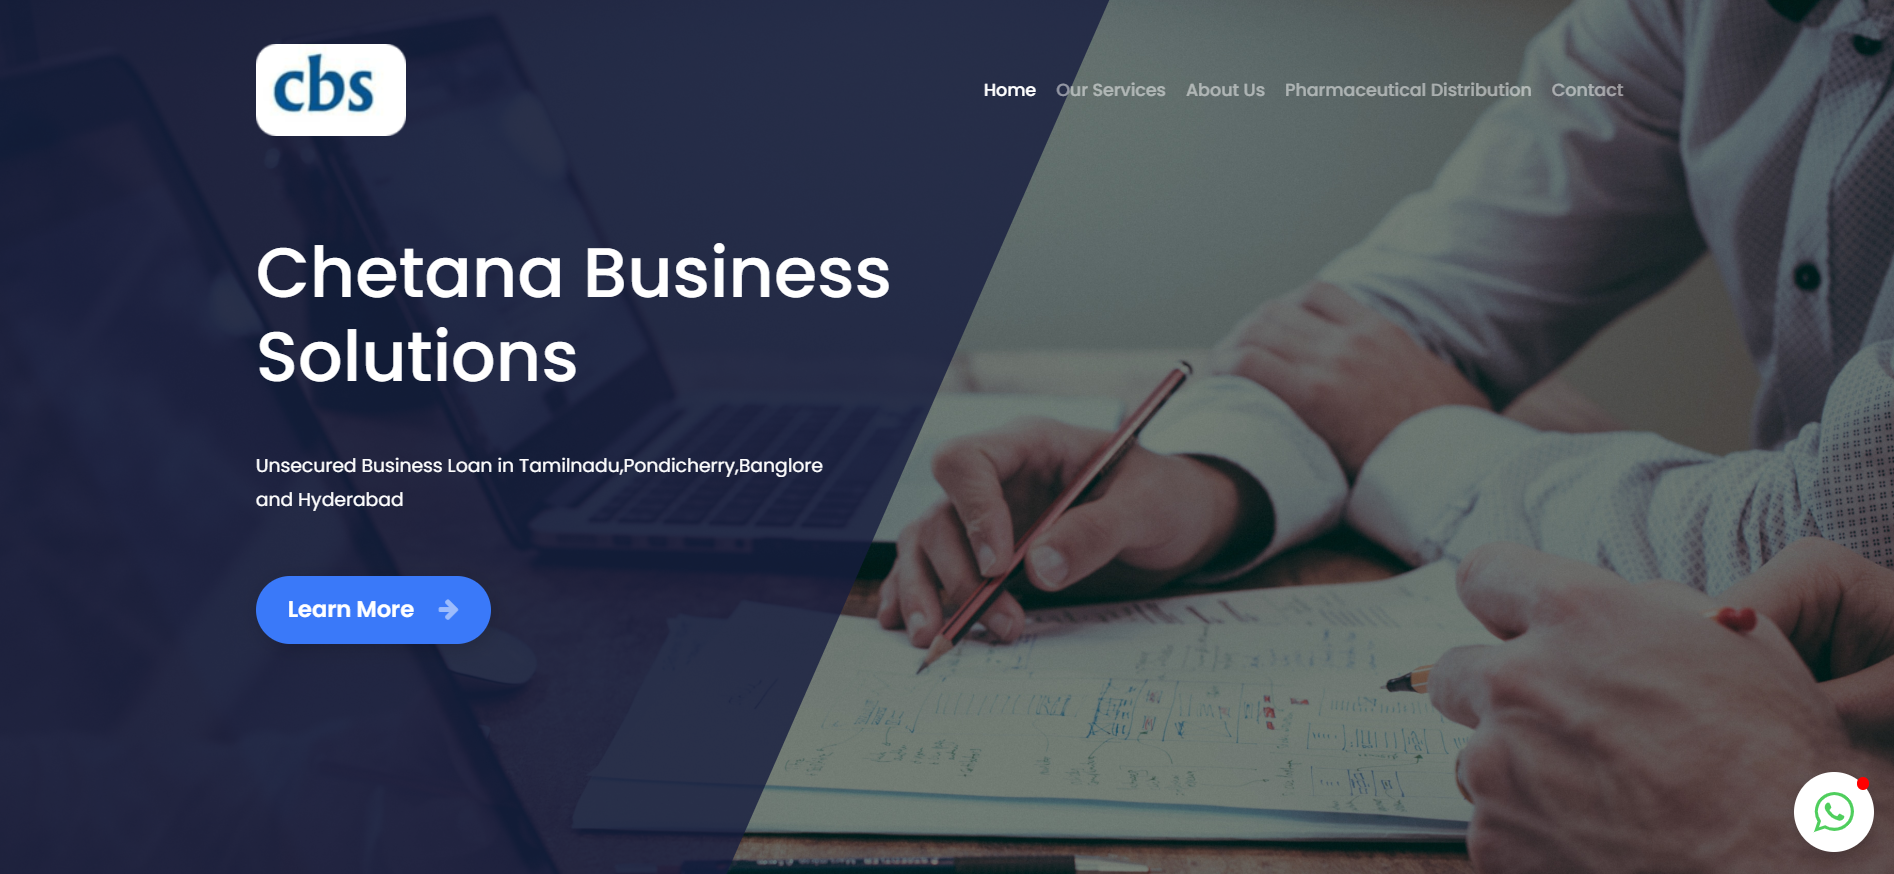 cbs
Home Our Services About Us Pharmaceutical Distribution Contact
Chetana Business
Solutions
Unsecured Business Loan in Tamilnadu,Pondicherry,Banglore
and Hyderabad
Learn More